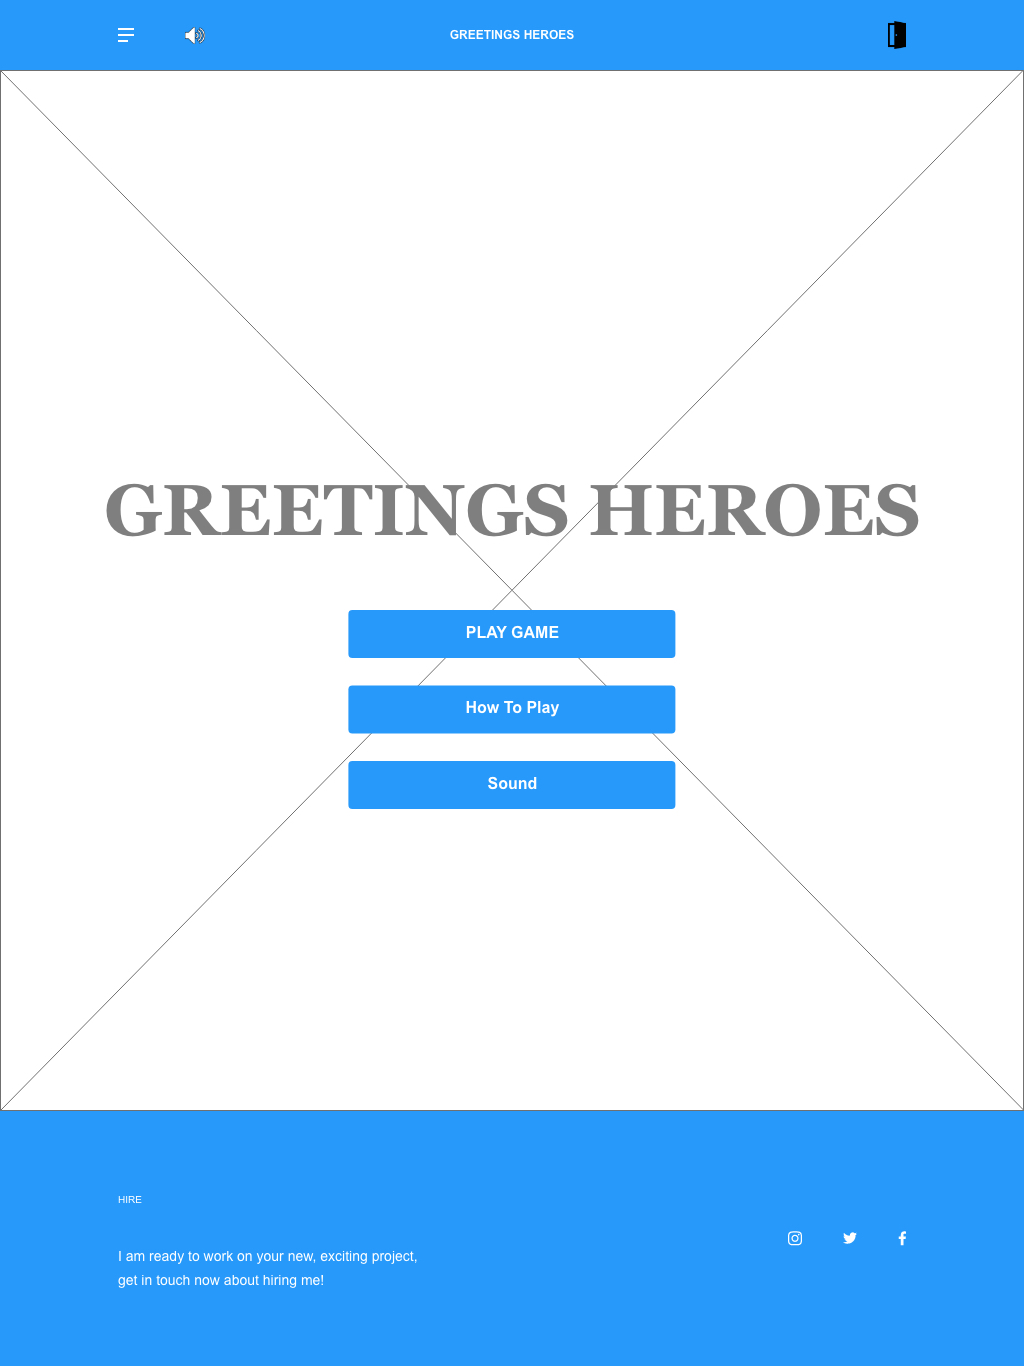 GREETINGS HEROES
GREETINGS HEROES
PLAY GAME
How To Play
Sound
HIRE
I am ready to work on your new, exciting project,
get in touch now about hiring me!